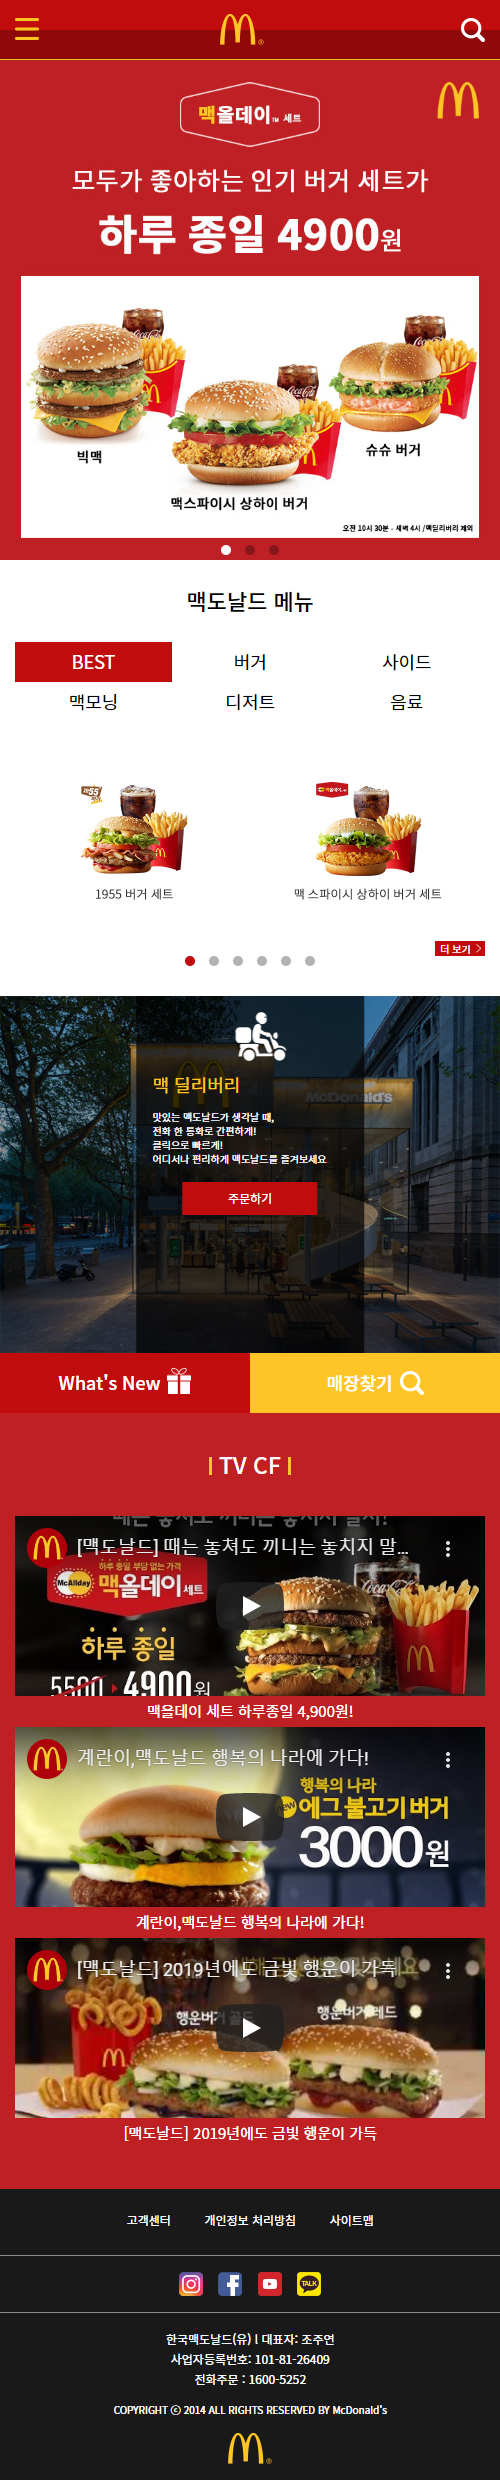 맥올데이™ 세트
모두가 좋아하는 인기 버거 세트가
하루 종일 4900원
빅맥
슈슈 버거
맥스파이시 상하이 버거
오전 10시 30분 - 새벽 4시 / 맥딜리버리 제외
맥도날드 메뉴
BEST 버거 사이드
맥모닝 디저트 음료
1955 버거 세트
맥 스파이시 상하이 버거 세트
더 보기 >
McDonald's
맥 딜리버리
맛있는 맥도날드가 생각날 때,
전화 한 통화로 간편하게!
클릭으로 빠르게!
어디서나 편리하게 맥도날드를 즐겨보세요
주문하기
What's New
매장찾기
TV CF
[맥도날드] 때는 놓쳐도 끼니는 놓치지 말...
하루 종일 부담 없는 가격
McAllday
맥올데이세트
Coca-Cola
하루 종일
5500 4900원
맥올데이 세트 하루종일 4,900원!
계란이,맥도날드 행복의 나라에 가다!
행복의 나라
new 에그 불고기 버거
3000원
계란이,맥도날드 행복의 나라에 가다!
[맥도날드] 2019년에도 금빛 행운이 가득
행운버거 골드
행운버거 레드
[맥도날드] 2019년에도 금빛 행운이 가득
고객센터 개인정보 처리방침 사이트맵
TALK
한국맥도날드(유) l 대표자: 조주연
사업자등록번호: 101-81-26409
전화주문 : 1600-5252
COPYRIGHT ⓒ 2014 ALL RIGHTS RESERVED BY McDonald's